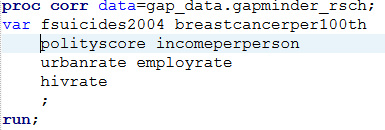 proc corr data=gap_data.gapminder_rsch;
var fsuicides2004 breastcancerper100th
polityscore incomeperperson
urbanrate employrate
hivrate
;
run;